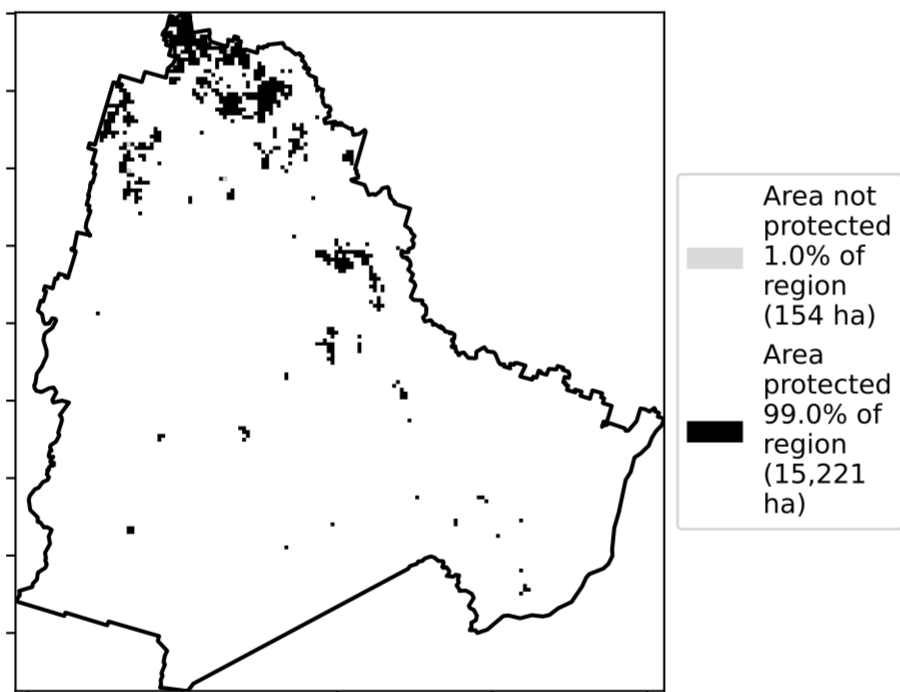 Area not
protected
1.0% of
region
(154 ha)
Area
protected
99.0% of
region
(15,221
ha)